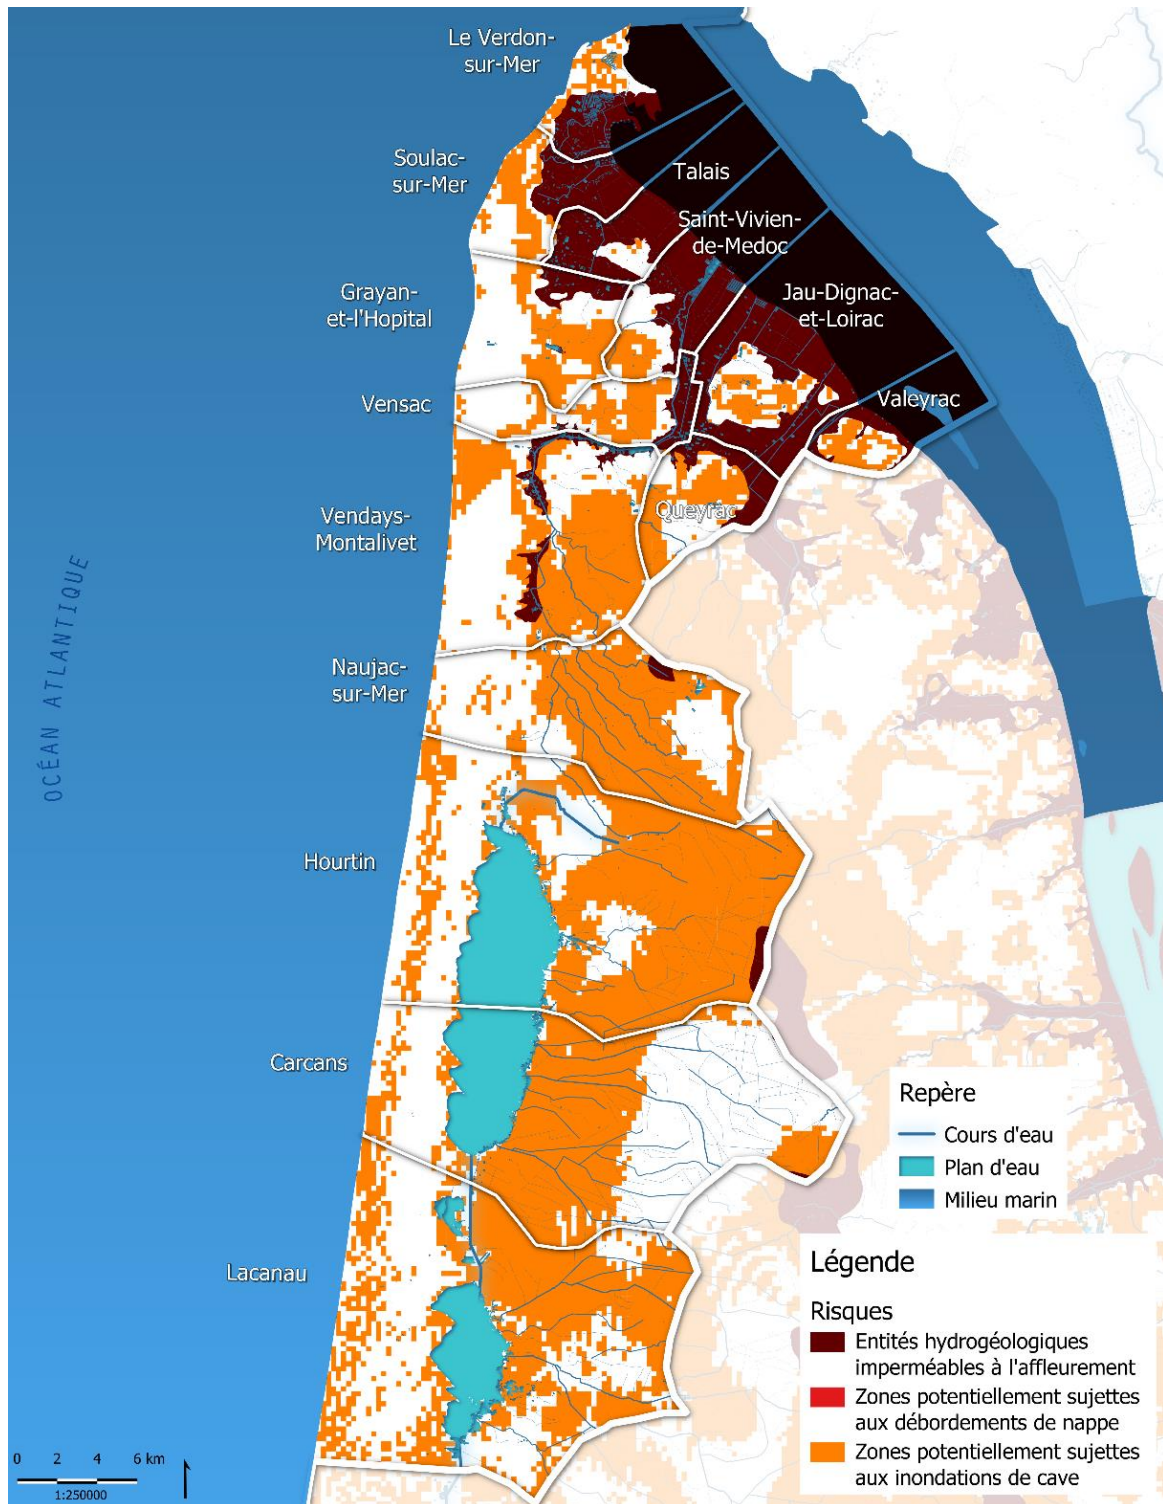 Le Verdon-
sur-Mer
Soulac-
sur-Mer
Talais
Saint-Vivien-
de-Medoc
Grayan-
et-l'Hopital
Jau-Dignac-
et-Loirac
Vensac
Valeyrac
Vendays-
Montalivet
Queyrac
OCÉAN ATLANTIQUE
Naujac-
sur-Mer
Hourtin
Carcans
Lacanau
Repère
Cours d'eau
Plan d'eau
Milieu marin
Légende
Risques
Entités hydrogéologiques
imperméables à l'affleurement
Zones potentiellement sujettes
aux débordements de nappe
Zones potentiellement sujettes
aux inondations de cave
0 2 4 6 km
1:250000